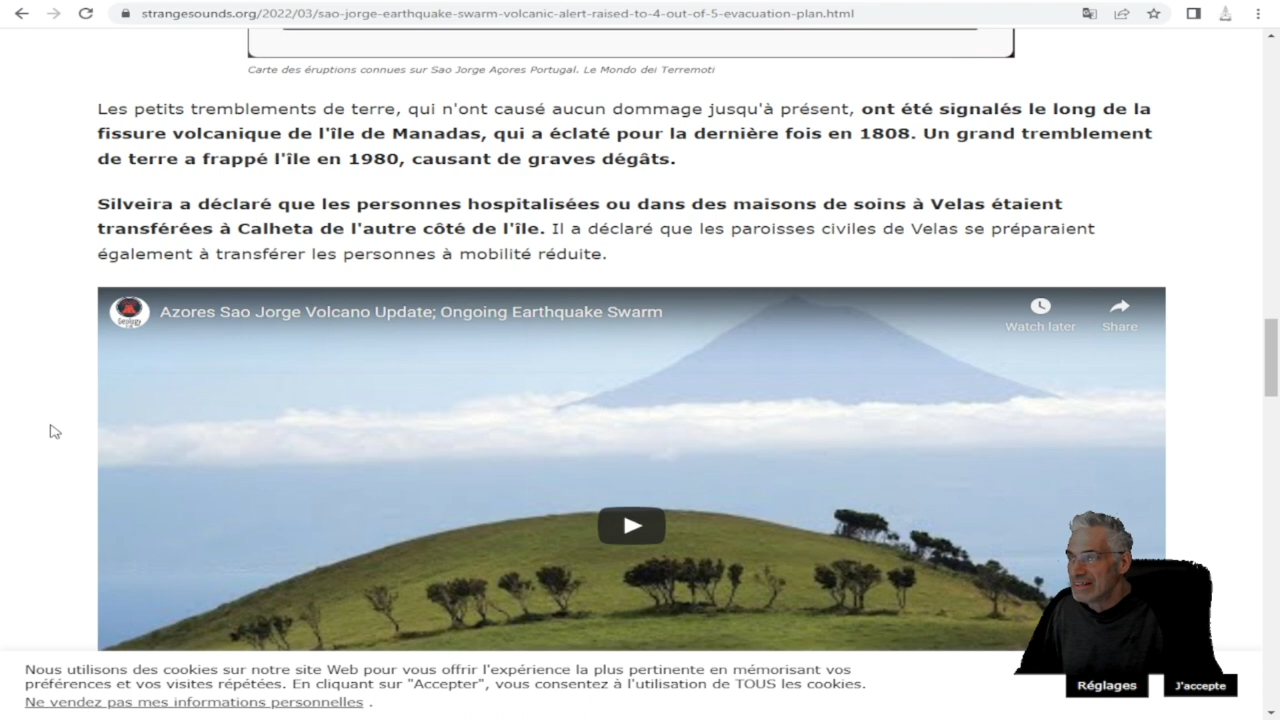 strangesounds.org/2022/03/sao-jorge-earthquake-swarm-volcanic-alert-raised-to-4-out-of-5-evacuation-plan.html
Carte des éruptions connues sur Sao Jorge Açores Portugal. Le Mondo dei Terremoti
Les petits tremblements de terre, qui n'ont causé aucun dommage jusqu'à présent, ont été signalés le long de la
fissure volcanique de l'île de Manadas, qui a éclaté pour la dernière fois en 1808. Un grand tremblement
de terre a frappé l'île en 1980, causant de graves dégâts.
Silveira a déclaré que les personnes hospitalisées ou dans des maisons de soins à Velas étaient
transférées à Calheta de l'autre côté de l'île. Il a déclaré que les paroisses civiles de Velas se préparaient
également à transférer les personnes à mobilité réduite.
Azores Sao Jorge Volcano Update; Ongoing Earthquake Swarm
Watch later
Share
Nous utilisons des cookies sur notre site Web pour vous offrir l'expérience la plus pertinente en mémorisant vos
préférences et vos visites répétées. En cliquant sur "Accepter", vous consentez à l'utilisation de TOUS les cookies.
Ne vendez pas mes informations personnelles .
Réglages
J'accepte